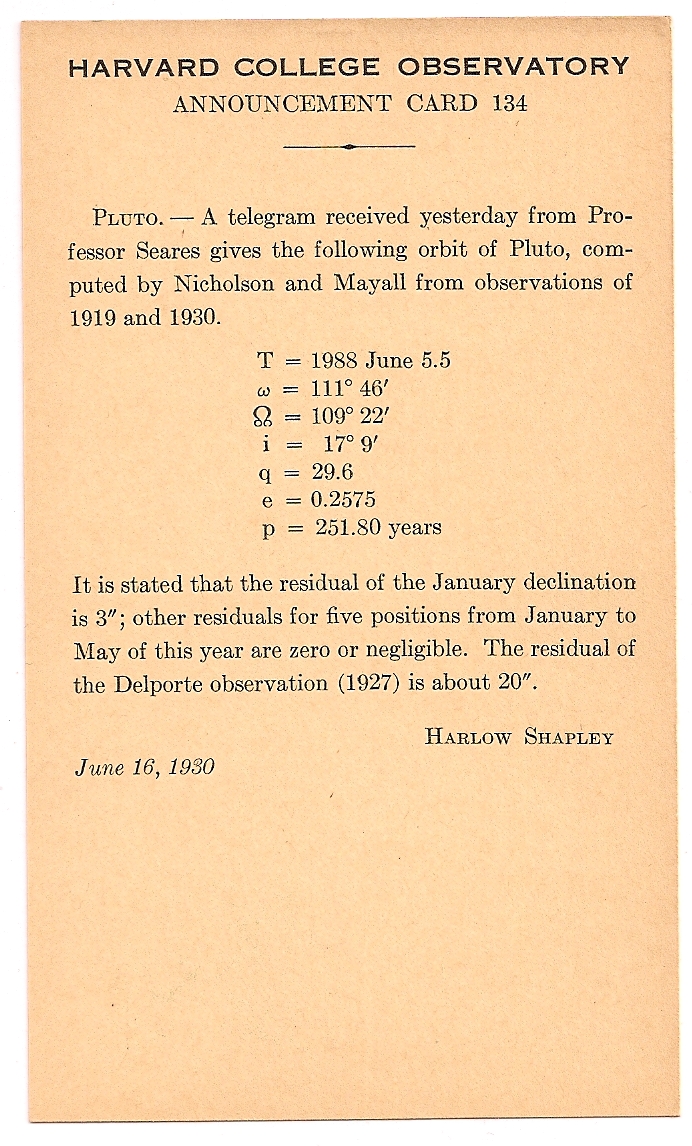 HARVARD COLLEGE OBSERVATORY
ANNOUNCEMENT CARD 134
PLUTO. — A telegram received yesterday from Pro-
fessor Seares gives the following orbit of Pluto, com-
puted by Nicholson and Mayall from observations of
1919 and 1930.
T = 1988 June 5.5
ω = 111° 46′
☊ = 109° 22′
i = 17° 9′
q = 29.6
e = 0.2575
p = 251.80 years
It is stated that the residual of the January declination
is 3″; other residuals for five positions from January to
May of this year are zero or negligible. The residual of
the Delporte observation (1927) is about 20″.
HARLOW SHAPLEY
June 16, 1930